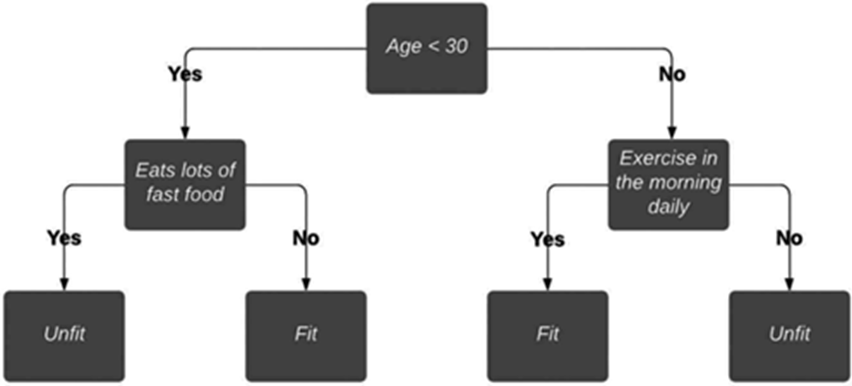 Age < 30
Yes
No
Eats lots of
fast food
Exercise in
the morning
daily
Yes
No
Yes
No
Unfit
Fit
Fit
Unfit